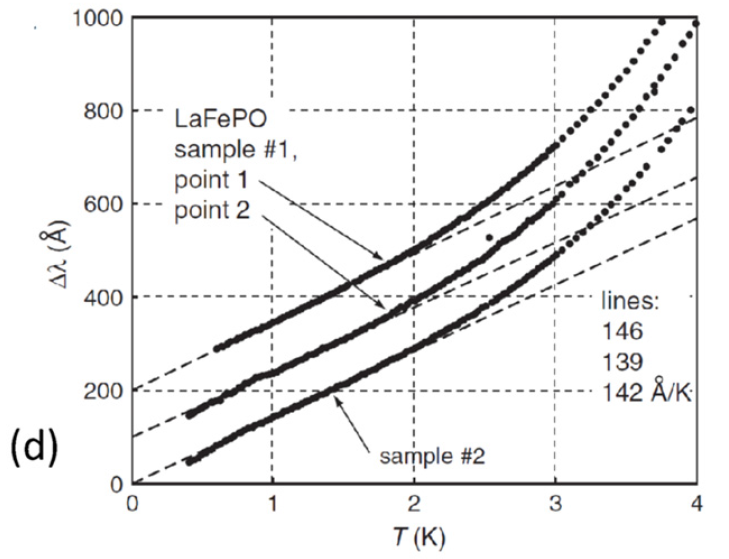 1000
800
600
400
200
0
Δλ (Å)
LaFePO
sample #1,
point 1
point 2
lines:
146
139
142 Å/K
sample #2
(d)
0 1 2 3 4
T (K)